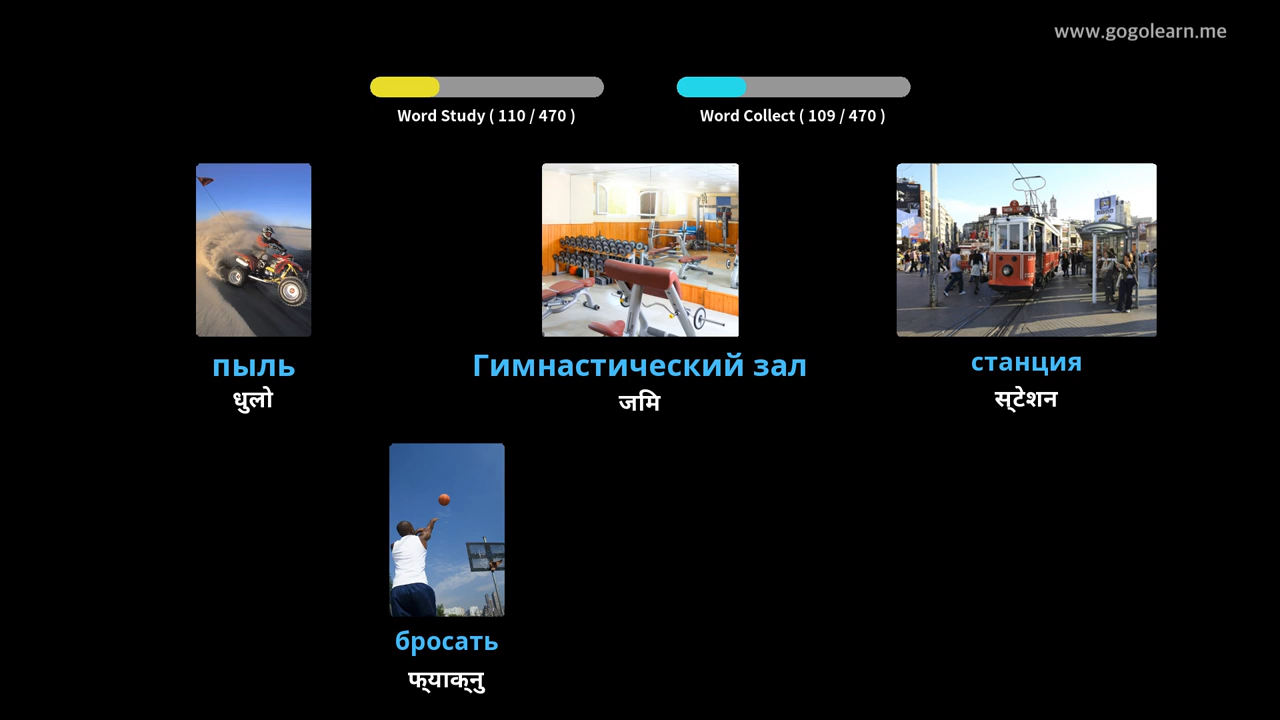 www.gogolearn.me
Word Study ( 110 / 470 )
Word Collect ( 109 / 470 )
пыль
Гимнастический зал
станция
धुलो
जमि
स्टेशन
бросать
फ्याक्नु